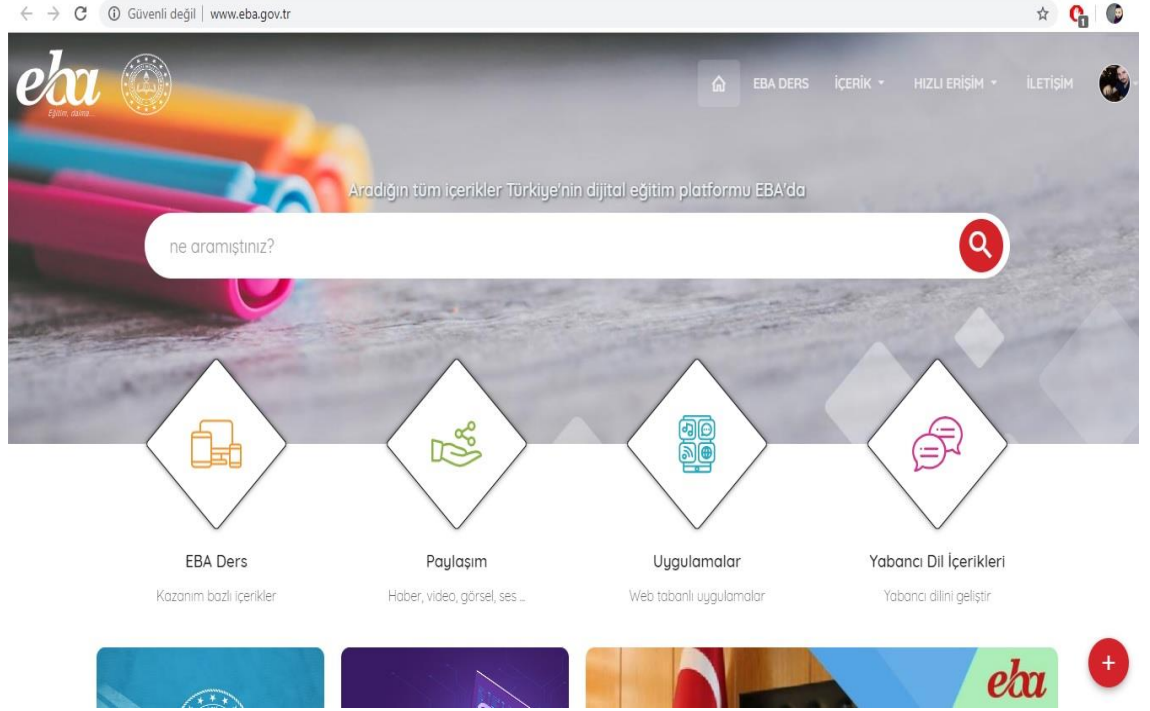 Güvenli değil | www.eba.gov.tr
1
eba
Eğitim, daima...
EBA DERS İÇERİK HIZLI ERİŞİM İLETİŞİM
Aradığın tüm içerikler Türkiye'nin dijital eğitim platformu EBA'da
ne aramıştınız?
EBA Ders
Kazanım bazlı içerikler
Paylaşım
Haber, video, görsel, ses ...
Uygulamalar
Web tabanlı uygulamalar
Yabancı Dil İçerikleri
Yabancı dilini geliştir
eba
+